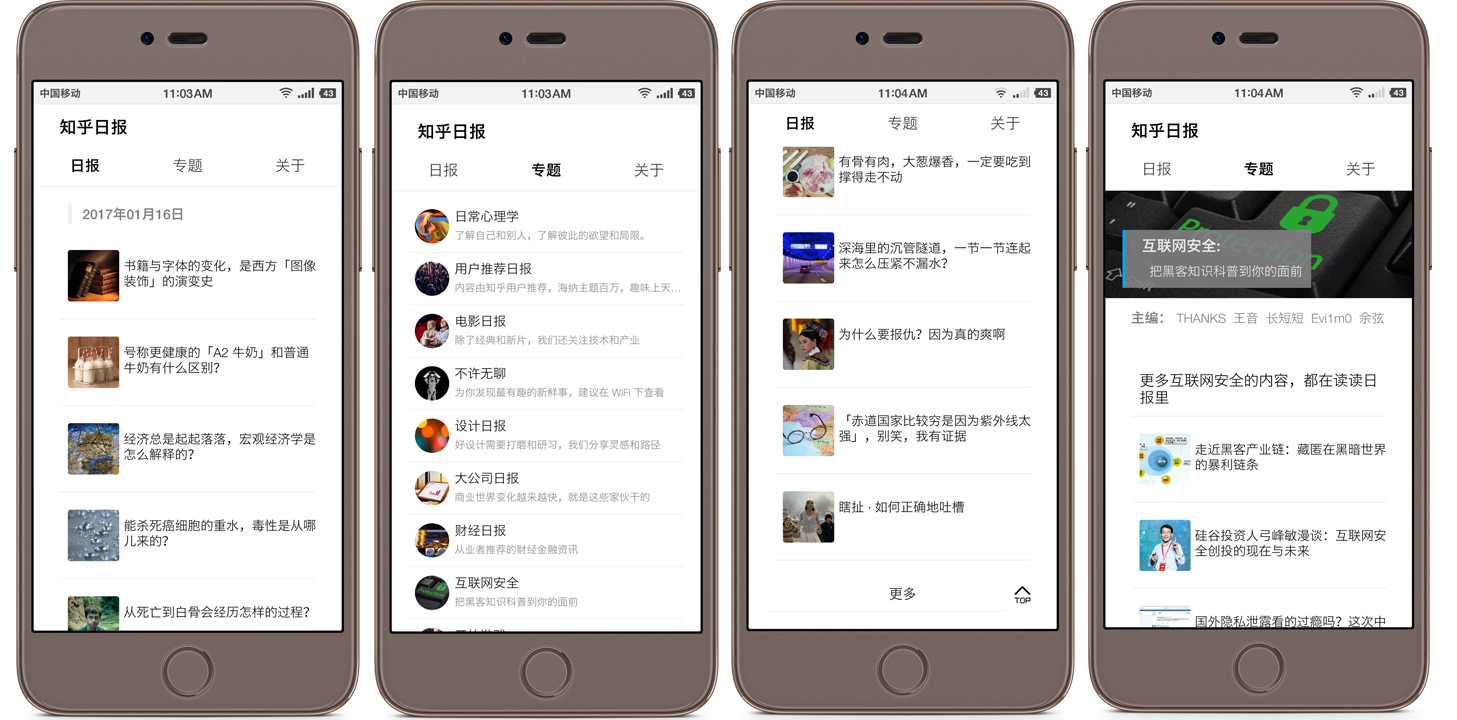 中国移动 11:03AM 43
知乎日报
日报 专题 关于
2017年01月16日
书籍与字体的变化，是西方「图像
装饰」的演变史
号称更健康的「A2 牛奶」和普通
牛奶有什么区别？
经济总是起起落落，宏观经济学是
怎么解释的？
能杀死癌细胞的重水，毒性是从哪
儿来的？
从死亡到白骨会经历怎样的过程？
中国移动 11:03AM 43
知乎日报
日报 专题 关于
日常心理学
了解自己和别人，了解彼此的欲望和局限。
用户推荐日报
内容由知乎用户推荐，海纳主题百万，趣味上天…
电影日报
除了经典和新片，我们还关注技术和产业
不许无聊
为你发现最有趣的新鲜事，建议在 WiFi 下查看
设计日报
好设计需要打磨和研习，我们分享灵感和路径
大公司日报
商业世界变化越来越快，就是这些家伙干的
财经日报
从业者推荐的财经金融资讯
互联网安全
把黑客知识科普到你的面前
中国移动 11:04AM 43
日报 专题 关于
有骨有肉，大葱爆香，一定要吃到
撑得走不动
深海里的沉管隧道，一节一节连起
来怎么压紧不漏水？
为什么要报仇？因为真的爽啊
「赤道国家比较穷是因为紫外线太
强」，别笑，我有证据
瞎扯 · 如何正确地吐槽
更多
TOP
中国移动 11:04AM 43
知乎日报
日报 专题 关于
互联网安全:
把黑客知识科普到你的面前
主编： THANKS 王音 长短短 Evi1m0 余弦
更多互联网安全的内容，都在读读日
报里
走近黑客产业链：藏匿在黑暗世界
的暴利链条
硅谷投资人弓峰敏漫谈：互联网安
全创投的现在与未来
国外隐私泄露看的过瘾吗？这次中